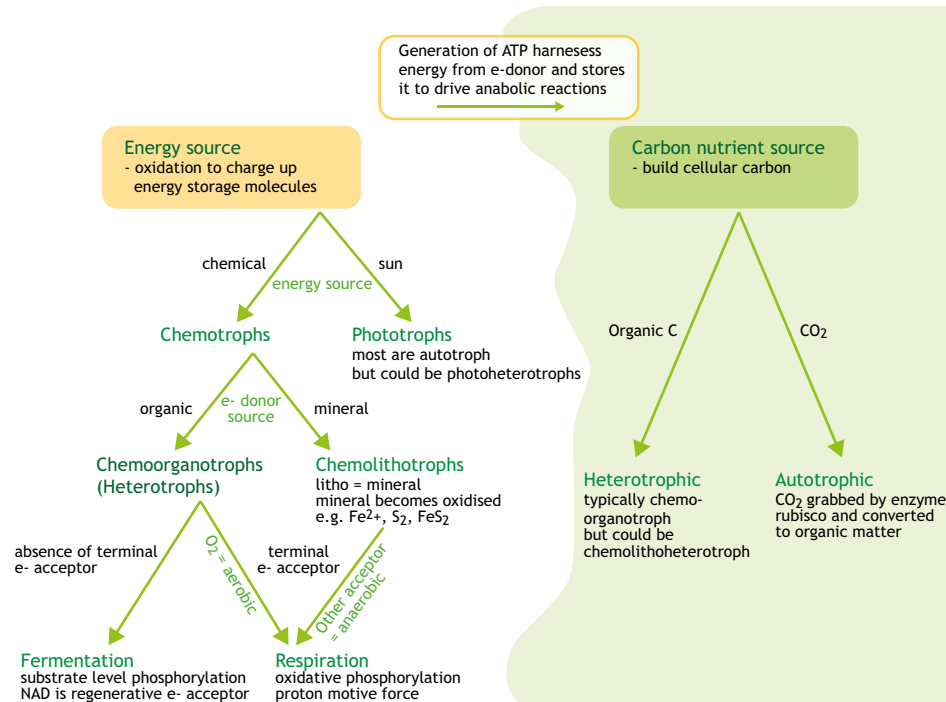 Generation of ATP harnesess
energy from e-donor and stores
it to drive anabolic reactions
Energy source
- oxidation to charge up
energy storage molecules
Carbon nutrient source
- build cellular carbon
chemical
sun
energy source
Chemotrophs
Phototrophs
most are autotroph
but could be photoheterotrophs
Organic C
CO₂
organic
e- donor
source
mineral
Chemoorganotrophs
(Heterotrophs)
Chemolithotrophs
litho = mineral
mineral becomes oxidised
e.g. Fe²⁺, S₂, FeS₂
Heterotrophic
typically chemo-
organotroph
but could be
chemolithoheterotroph
Autotrophic
CO₂ grabbed by enzyme
rubisco and converted
to organic matter
absence of terminal
e- acceptor
O₂ = aerobic
terminal
e- acceptor
Other acceptor
= anaerobic
Fermentation
substrate level phosphorylation
NAD is regenerative e- acceptor
Respiration
oxidative phosphorylation
proton motive force